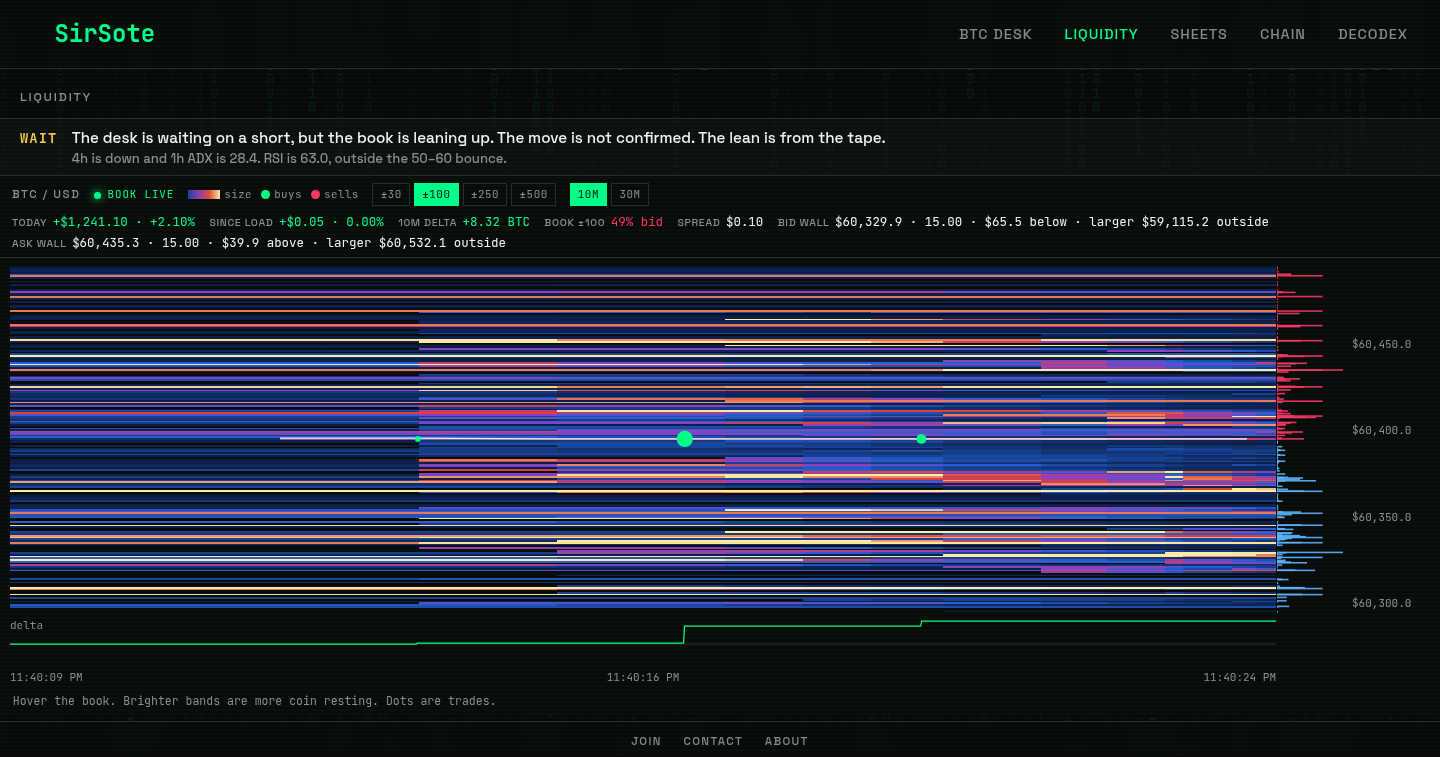 SirSote
BTC DESK LIQUIDITY SHEETS CHAIN DECODEX
LIQUIDITY
WAIT The desk is waiting on a short, but the book is leaning up. The move is not confirmed. The lean is from the tape.
4h is down and 1h ADX is 28.4. RSI is 63.0, outside the 50–60 bounce.
BTC / USD BOOK LIVE size buys sells ±30 ±100 ±250 ±500 10M 30M
TODAY +$1,241.10 · +2.10% SINCE LOAD +$0.05 · 0.00% 10M DELTA +8.32 BTC BOOK ±100 49% bid SPREAD $0.10 BID WALL $60,329.9 · 15.00 · $65.5 below · larger $59,115.2 outside
ASK WALL $60,435.3 · 15.00 · $39.9 above · larger $60,532.1 outside
$60,450.0
$60,400.0
$60,350.0
$60,300.0
delta
11:40:09 PM 11:40:16 PM 11:40:24 PM
Hover the book. Brighter bands are more coin resting. Dots are trades.
JOIN CONTACT ABOUT